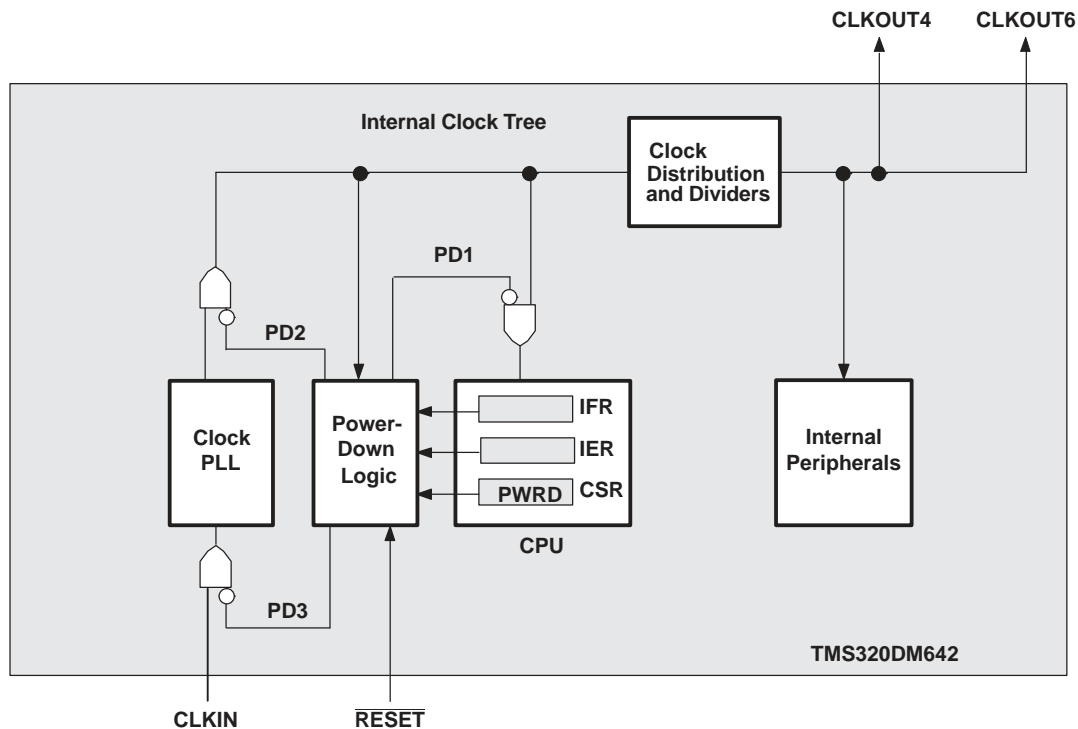 CLKOUT4
CLKOUT6
Internal Clock Tree
Clock
Distribution
and Dividers
PD1
PD2
Clock
PLL
Power-
Down
Logic
IFR
IER
PWRD
CSR
CPU
Internal
Peripherals
PD3
TMS320DM642
CLKIN
RESET